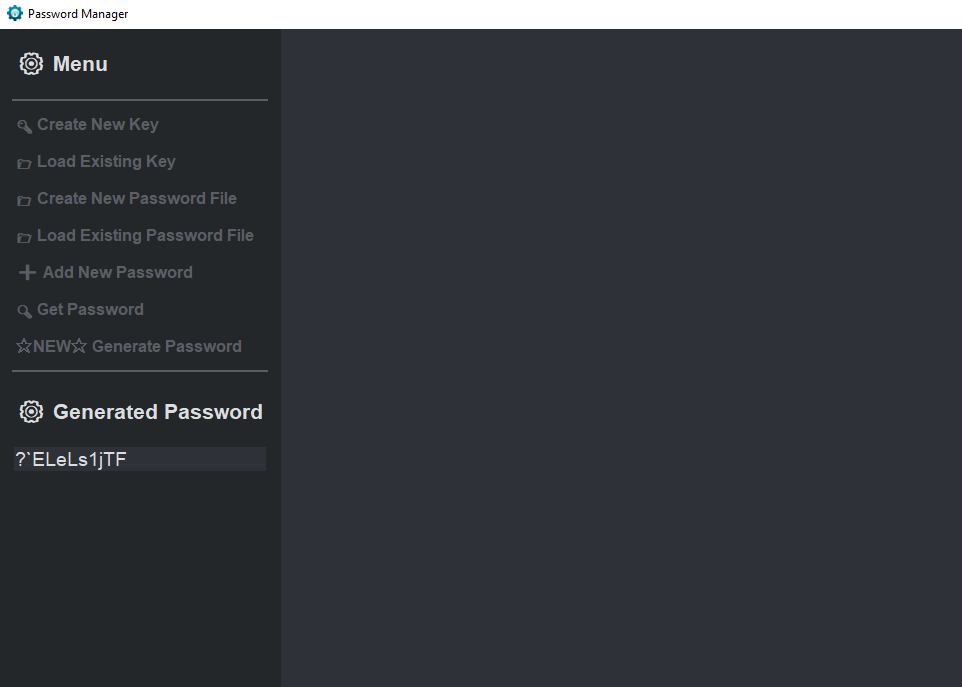 Password Manager
Menu
Create New Key
Load Existing Key
Create New Password File
Load Existing Password File
Add New Password
Get Password
☆NEW☆ Generate Password
Generated Password
?`ELeLs1jTF